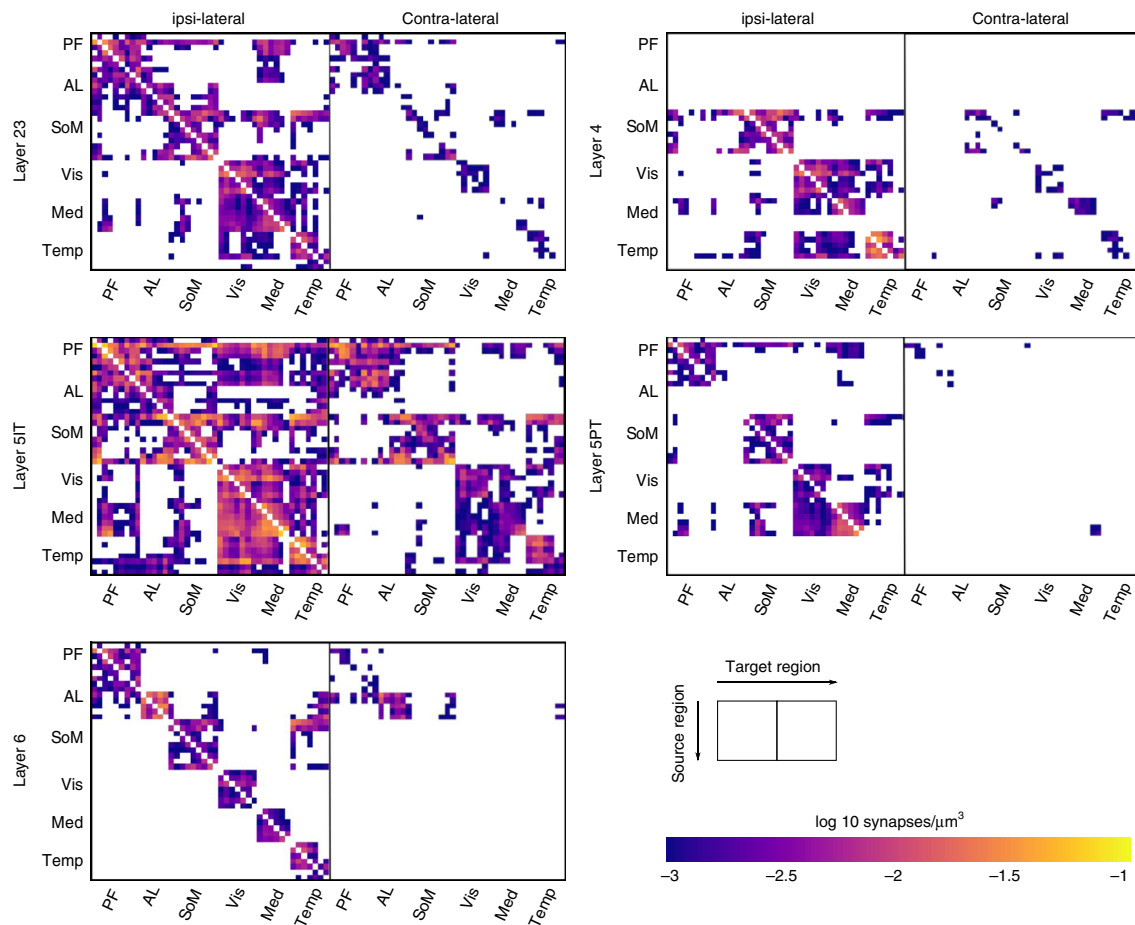 ipsi-lateral
Contra-lateral
ipsi-lateral
Contra-lateral
Layer 23
PF
AL
SoM
Vis
Med
Temp
PF
AL
SoM
Vis
Med
Temp
PF
AL
SoM
Vis
Med
Temp
Layer 4
PF
AL
SoM
Vis
Med
Temp
PF
AL
SoM
Vis
Med
Temp
PF
AL
SoM
Vis
Med
Temp
Layer 5IT
PF
AL
SoM
Vis
Med
Temp
PF
AL
SoM
Vis
Med
Temp
PF
AL
SoM
Vis
Med
Temp
Layer 5PT
PF
AL
SoM
Vis
Med
Temp
PF
AL
SoM
Vis
Med
Temp
PF
AL
SoM
Vis
Med
Temp
Layer 6
PF
AL
SoM
Vis
Med
Temp
PF
AL
SoM
Vis
Med
Temp
PF
AL
SoM
Vis
Med
Temp
Target region
Source region
log 10 synapses/μm³
−3
−2.5
−2
−1.5
−1